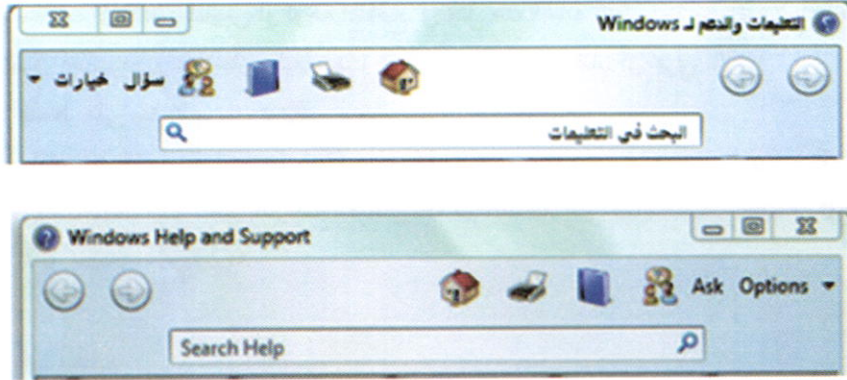 التعليمات والدعم لـ Windows
سؤال خيارات
البحث في التعليمات
Windows Help and Support
Ask Options
Search Help